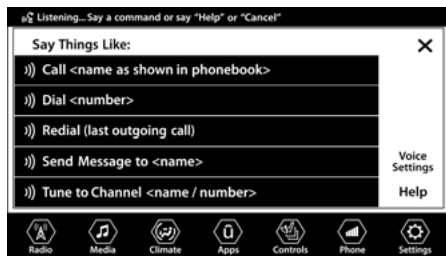 Listening...Say a command or say "Help" or "Cancel"
Say Things Like:
Call <name as shown in phonebook>
Dial <number>
Redial (last outgoing call)
Send Message to <name>
Tune to Channel <name / number>
Voice
Settings
Help
Radio Media Climate Apps Controls Phone Settings